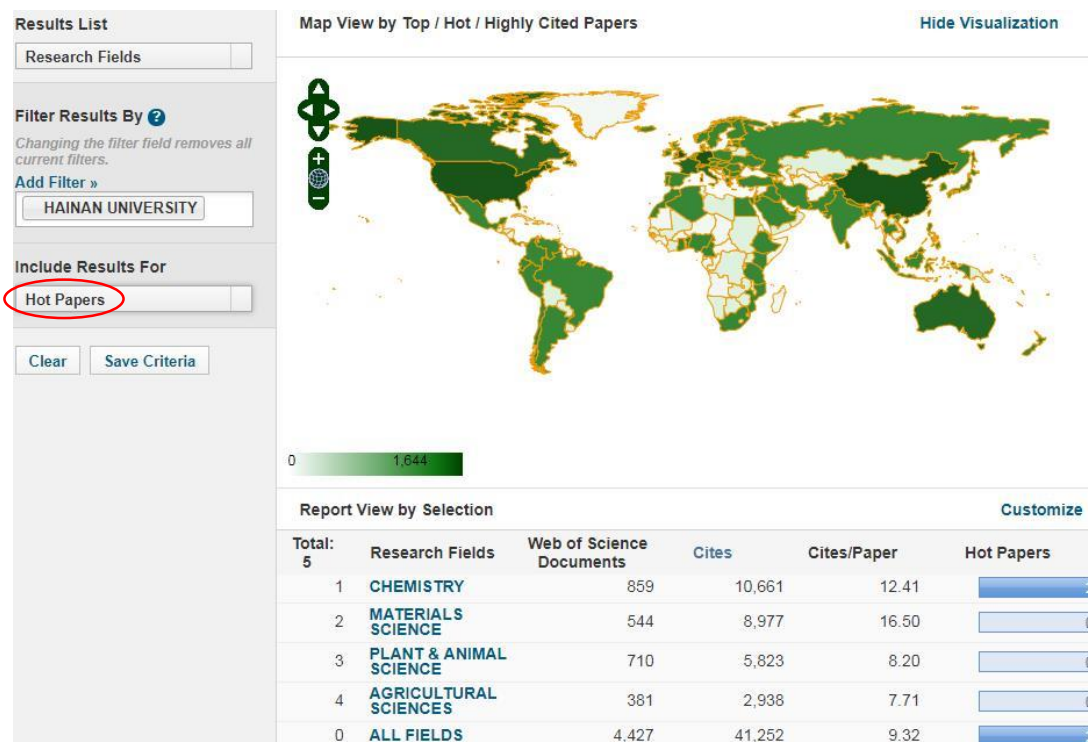 Results List
Research Fields
Filter Results By ?
Changing the filter field removes all
current filters.
Add Filter »
HAINAN UNIVERSITY
Include Results For
Hot Papers
Clear Save Criteria
Map View by Top / Hot / Highly Cited Papers Hide Visualization
+
−
0 1,644
Report View by Selection Customize
Total: 5 Research Fields Web of Science Documents Cites Cites/Paper Hot Papers
1 CHEMISTRY 859 10,661 12.41
2 MATERIALS SCIENCE 544 8,977 16.50
3 PLANT & ANIMAL SCIENCE 710 5,823 8.20
4 AGRICULTURAL SCIENCES 381 2,938 7.71
0 ALL FIELDS 4,427 41,252 9.32